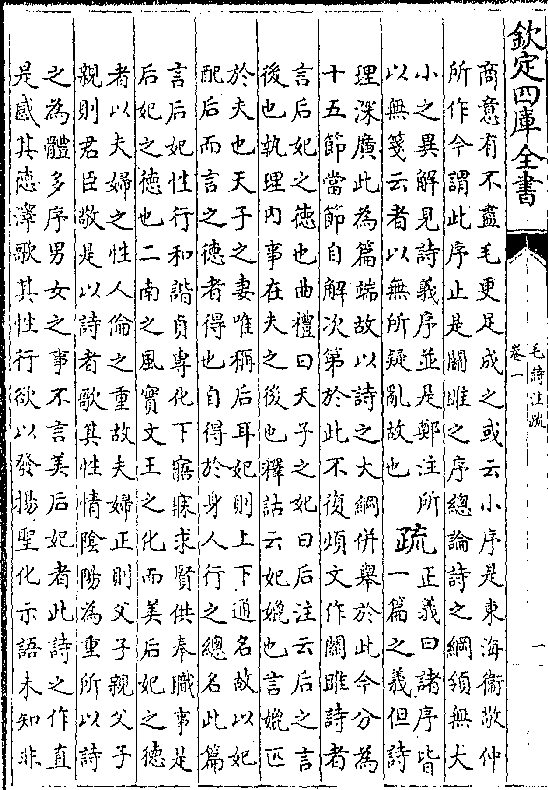 欽定四庫全書
毛詩注疏
卷一
一
商意有不盡毛更足成之或云小序是東海衞敬仲
所作今謂此序止是關雎之序總論詩之綱領無大
小之異解見詩義序並是鄭注所
以無箋云者以無所疑亂故也
疏
正義曰諸序皆
一篇之義但詩
理深廣此為篇端故以詩之大綱併舉於此今分為
十五節當節自解次第於此不復煩文作關雎詩者
言后妃之德也曲禮曰天子之妃曰后注云后之言
後也執理內事在夫之後也釋詁云妃媲也言媲匹
於夫也天子之妻唯稱后耳妃則上下通名故以妃
配后而言之德者得也自得於身人行之總名此篇
言后妃性行和諧貞專化下寤寐求賢供奉職事是
后妃之德也二南之風實文王之化而美后妃之德
者以夫婦之性人倫之重故夫婦正則父子親父子
親則君臣敬是以詩者歌其性情陰陽為重所以詩
之為體多序男女之事不言美后妃者此詩之作直
是感其德澤歌其性行欲以發揚聖化示語未知非